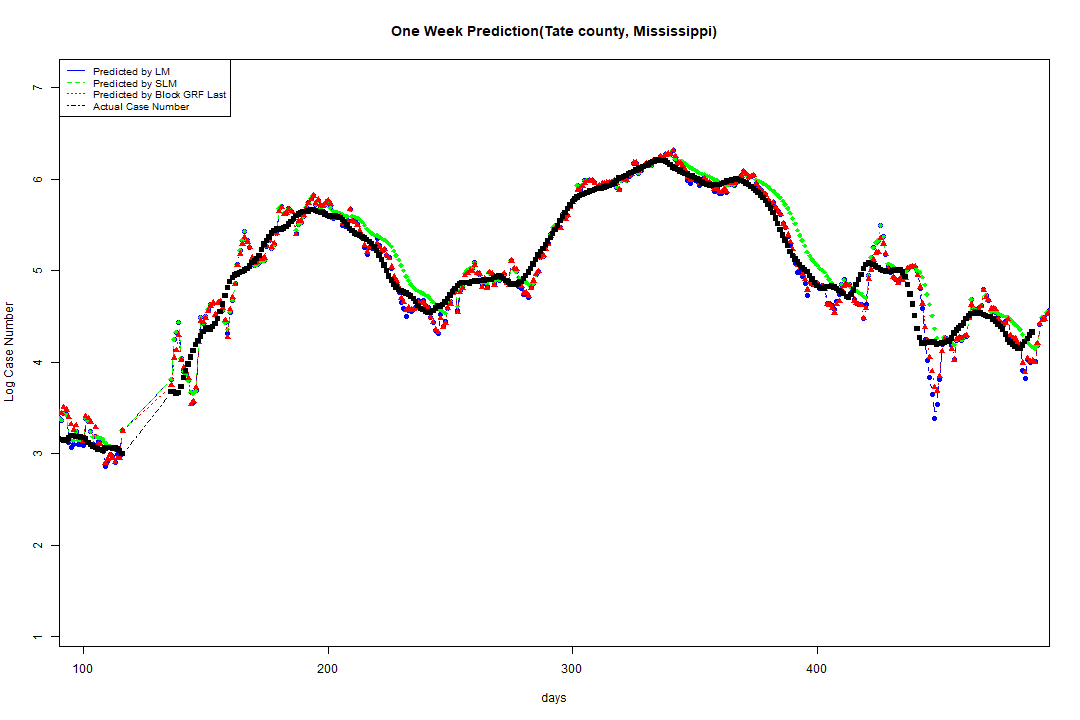 One Week Prediction(Tate county, Mississippi)
Predicted by LM
Predicted by SLM
Predicted by Block GRF Last
Actual Case Number
7
6
5
4
3
2
1
Log Case Number
100 200 300 400
days